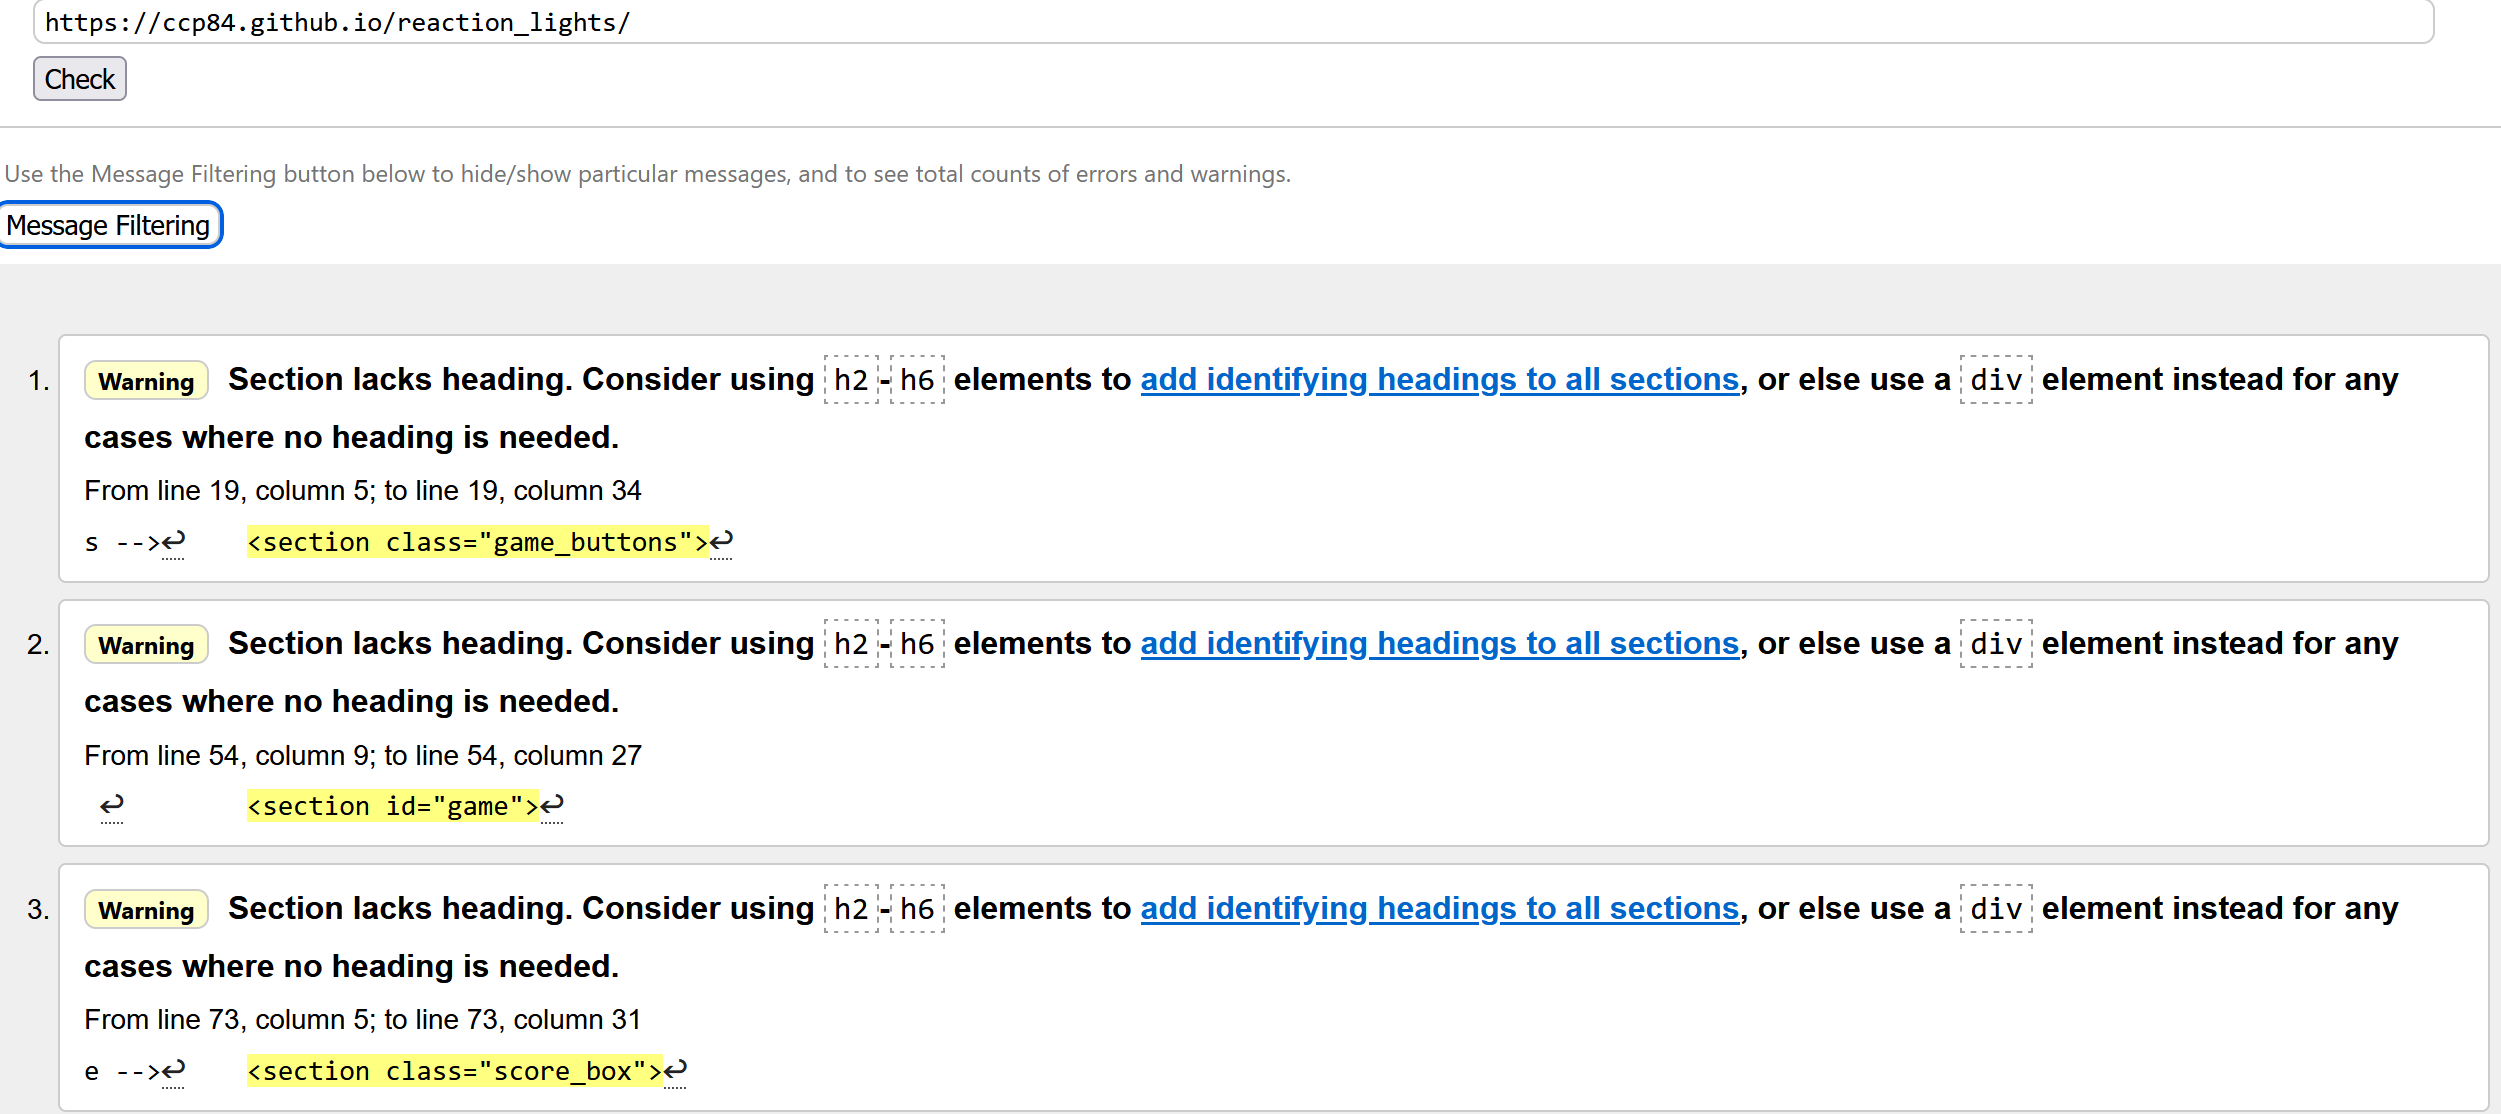 https://ccp84.github.io/reaction_lights/
Check
Use the Message Filtering button below to hide/show particular messages, and to see total counts of errors and warnings.
Message Filtering
1. Warning Section lacks heading. Consider using h2-h6 elements to add identifying headings to all sections, or else use a div element instead for any
cases where no heading is needed.
From line 19, column 5; to line 19, column 34
s -->↩ <section class="game_buttons">↩
2. Warning Section lacks heading. Consider using h2-h6 elements to add identifying headings to all sections, or else use a div element instead for any
cases where no heading is needed.
From line 54, column 9; to line 54, column 27
↩ <section id="game">↩
3. Warning Section lacks heading. Consider using h2-h6 elements to add identifying headings to all sections, or else use a div element instead for any
cases where no heading is needed.
From line 73, column 5; to line 73, column 31
e -->↩ <section class="score_box">↩